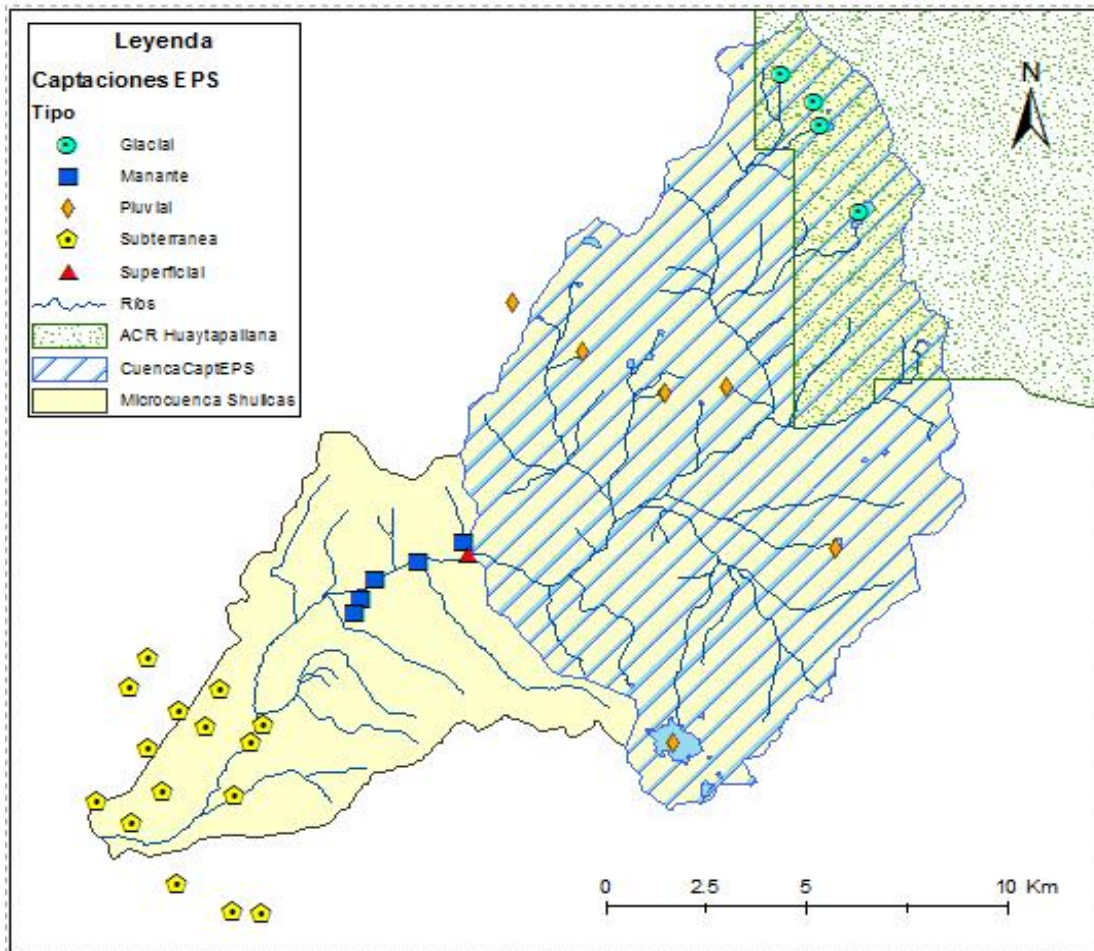 Leyenda
Captaciones EPS
Tipo
Glacial
Manante
Pluvial
Subterranea
Superficial
Ríos
ACR Huaytapallana
CuencaCaptEPS
Microcuenca Shullcas
N
0 2.5 5 10 Km